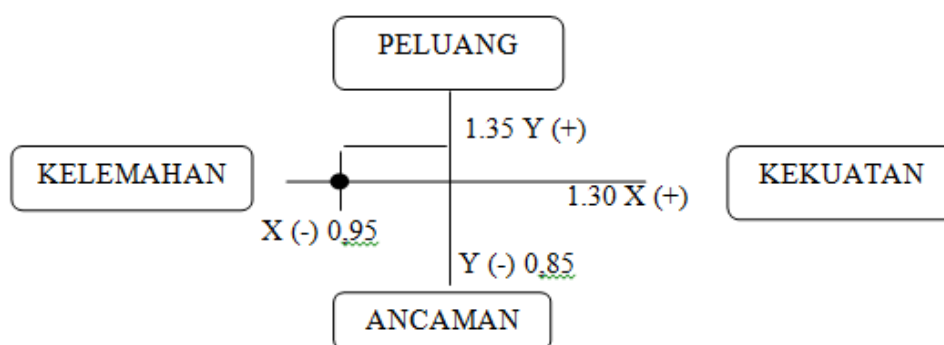 PELUANG
1.35 Y (+)
KELEMAHAN
KEKUATAN
1.30 X (+)
X (-) 0.95
Y (-) 0.85
ANCAMAN